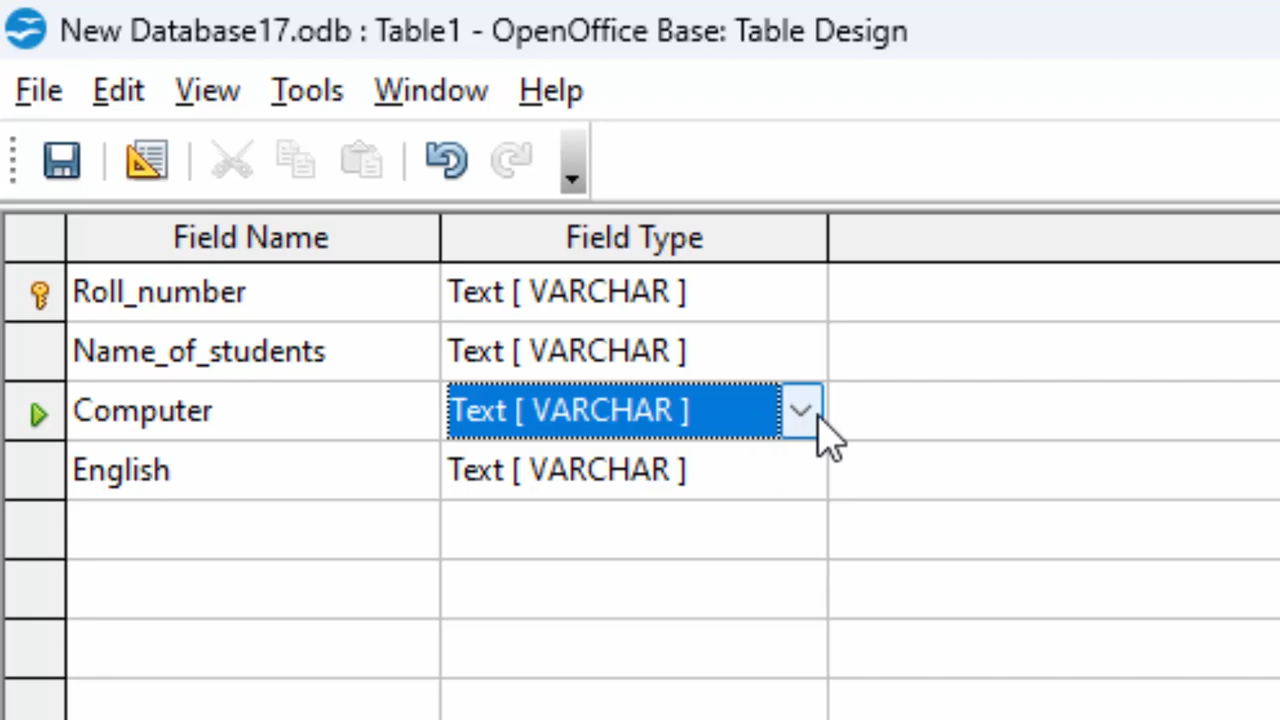 New Database17.odb : Table1 - OpenOffice Base: Table Design
File Edit View Tools Window Help
Field Name Field Type
Roll_number Text [ VARCHAR ]
Name_of_students Text [ VARCHAR ]
Computer Text [ VARCHAR ]
English Text [ VARCHAR ]